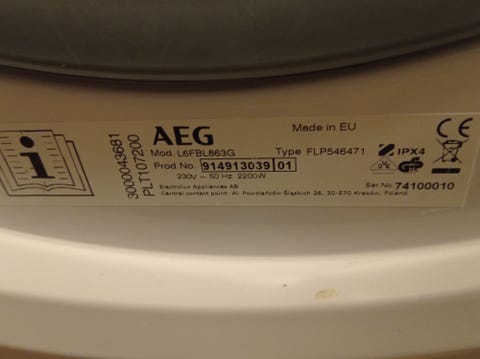 3000043681
PLT107200
AEG
Made in EU
Mod. L6FBL863G
Type FLP546471
Prod.No. 914913039 01
IPX4
230V ~ 50 Hz 2200W
Electrolux Appliances AB
Central contact point: Al. Powstańców Śląskich 26, 30-570 Kraków, Poland
Ser.No. 74100010